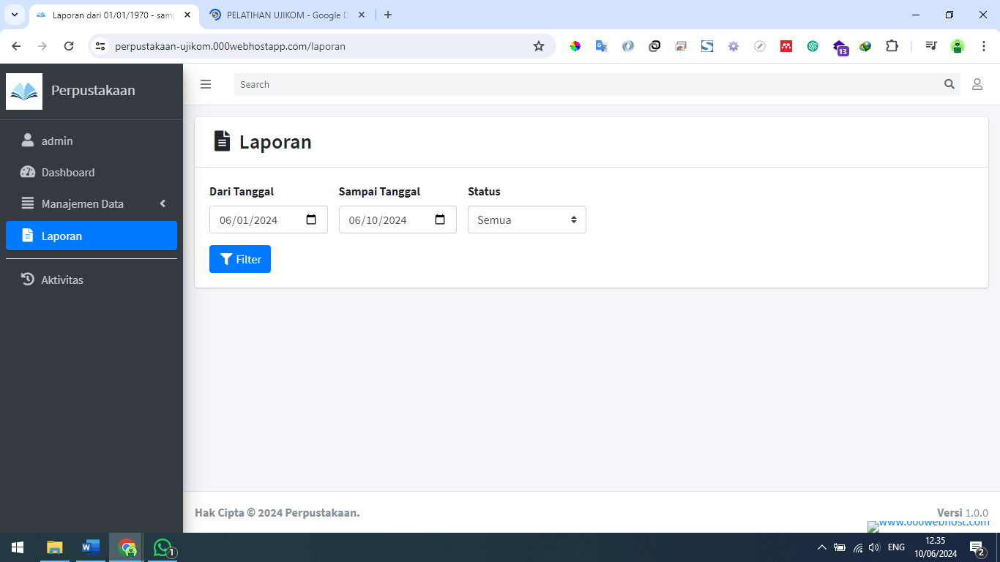 Laporan dari 01/01/1970 - sam
PELATIHAN UJIKOM - Google D
perpustakaan-ujikom.000webhostapp.com/laporan
13
Perpustakaan
Search
admin
Dashboard
Manajemen Data
Laporan
Aktivitas
Laporan
Dari Tanggal
Sampai Tanggal
Status
06/01/2024
06/10/2024
Semua
Filter
Hak Cipta © 2024 Perpustakaan.
Versi 1.0.0
www.000webhost.com
1
ENG
12.35
10/06/2024
2